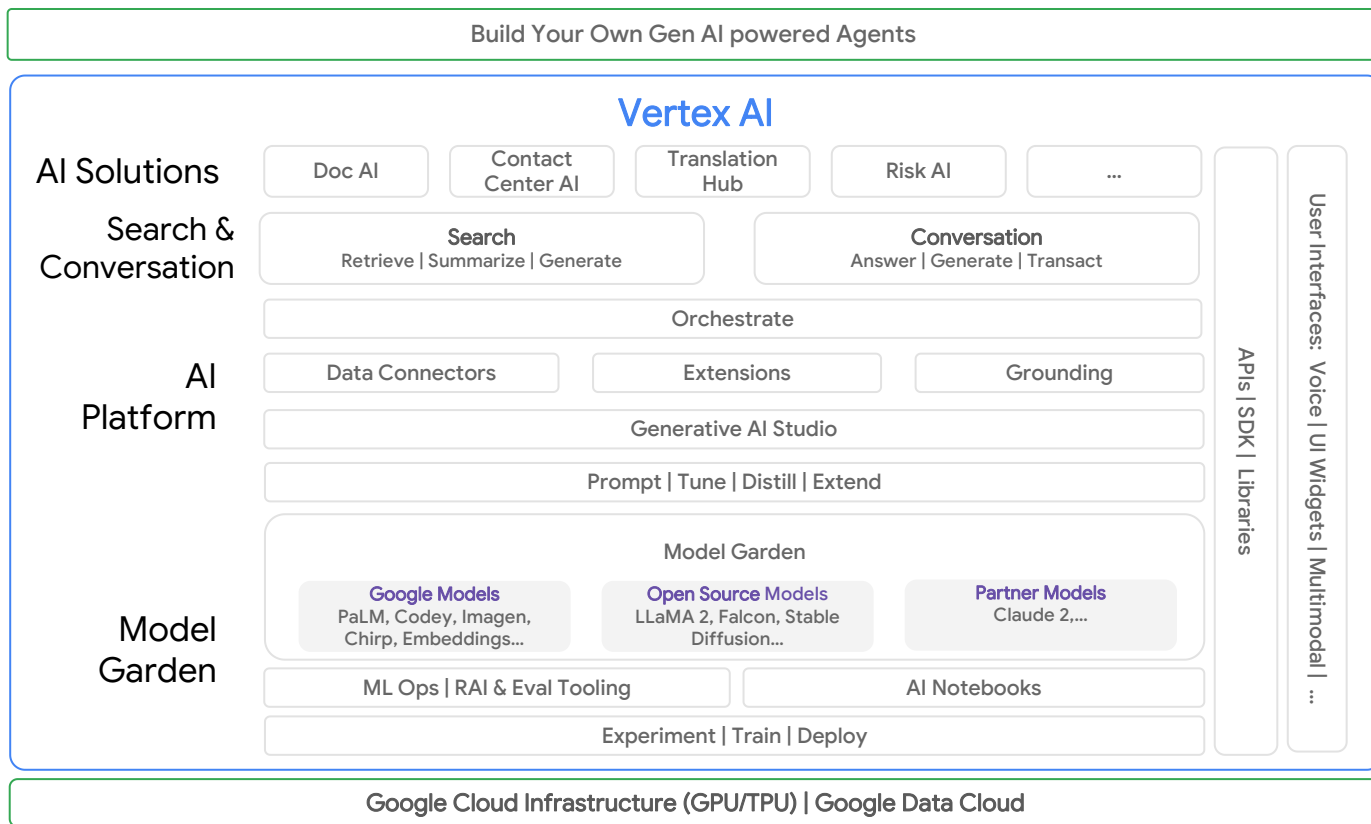 Build Your Own Gen AI powered Agents
Vertex AI
AI Solutions
Doc AI
Contact
Center AI
Translation
Hub
Risk AI
...
Search &
Conversation
Search
Retrieve | Summarize | Generate
Conversation
Answer | Generate | Transact
Orchestrate
AI
Platform
Data Connectors
Extensions
Grounding
Generative AI Studio
Prompt | Tune | Distill | Extend
Model
Garden
Model Garden
Google Models
PaLM, Codey, Imagen,
Chirp, Embeddings...
Open Source Models
LLaMA 2, Falcon, Stable
Diffusion...
Partner Models
Claude 2,...
ML Ops | RAI & Eval Tooling
AI Notebooks
Experiment | Train | Deploy
APIs | SDK | Libraries
User Interfaces: Voice | UI Widgets | Multimodal | ...
Google Cloud Infrastructure (GPU/TPU) | Google Data Cloud